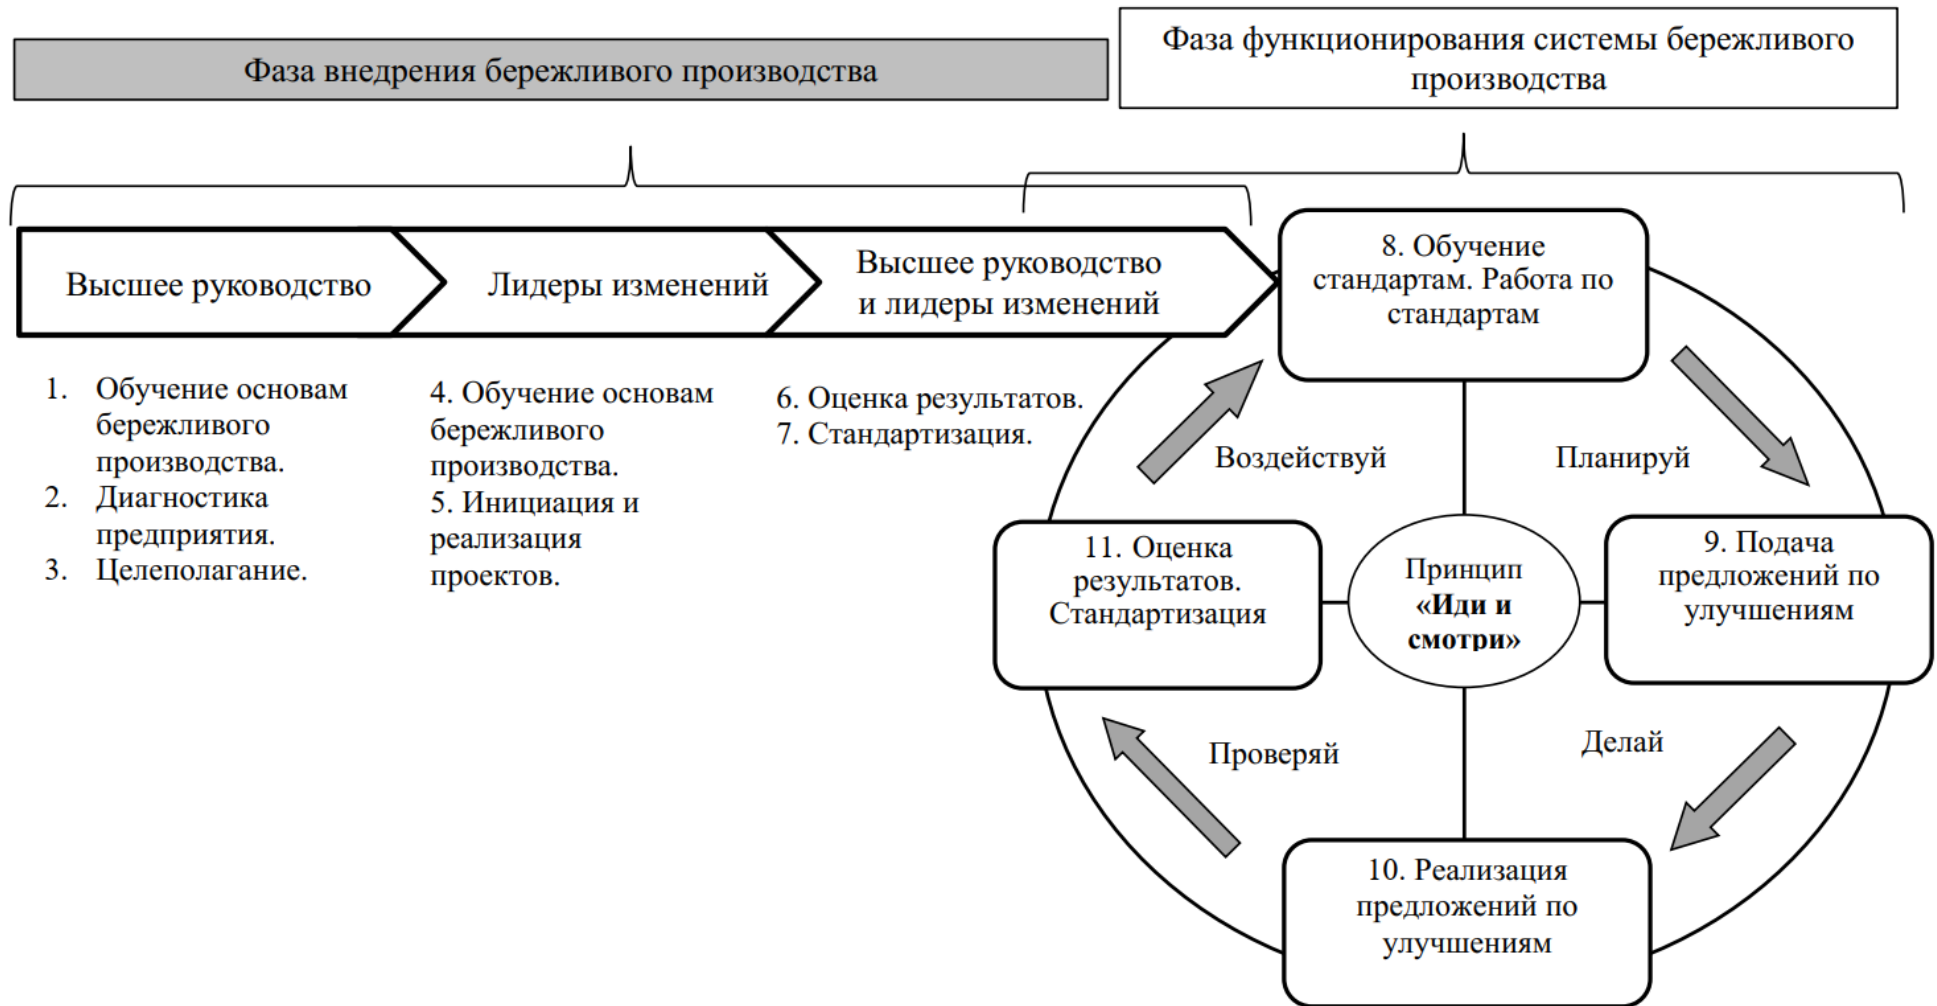 Фаза внедрения бережливого производства
Фаза функционирования системы бережливого
производства
Высшее руководство
Лидеры изменений
Высшее руководство
и лидеры изменений
1. Обучение основам
бережливого
производства.
2. Диагностика
предприятия.
3. Целеполагание.
4. Обучение основам
бережливого
производства.
5. Инициация и
реализация
проектов.
6. Оценка результатов.
7. Стандартизация.
8. Обучение
стандартам. Работа по
стандартам
Воздействуй
Планируй
11. Оценка
результатов.
Стандартизация
Принцип
«Иди и
смотри»
9. Подача
предложений по
улучшениям
Проверяй
Делай
10. Реализация
предложений по
улучшениям